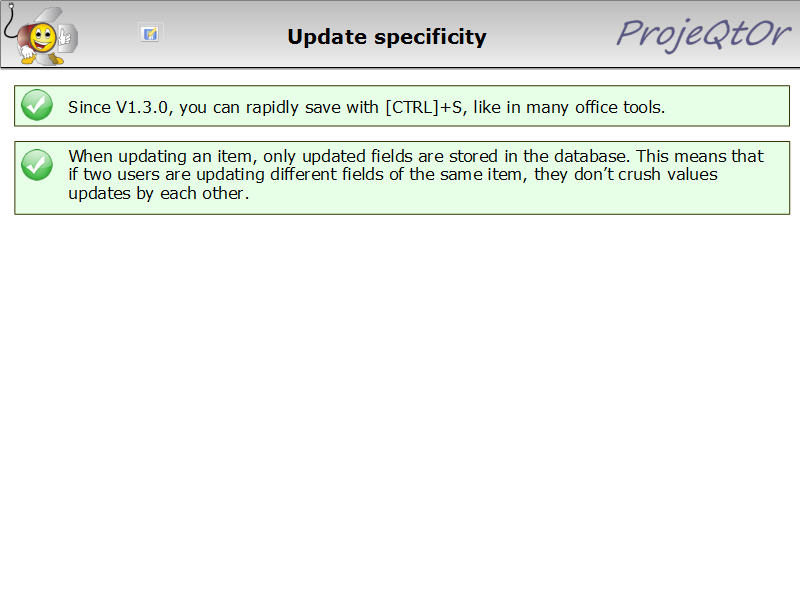 Update specificity
ProjeQtOr
Since V1.3.0, you can rapidly save with [CTRL]+S, like in many office tools.
When updating an item, only updated fields are stored in the database. This means that
if two users are updating different fields of the same item, they don’t crush values
updates by each other.